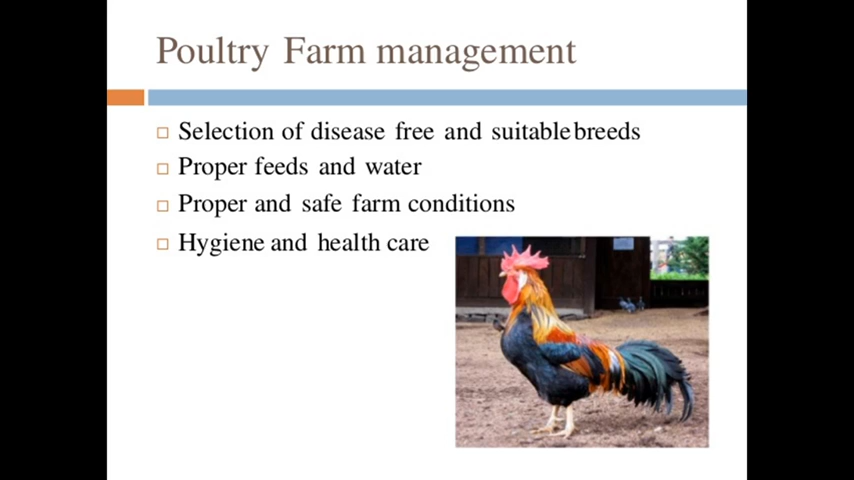 Poultry Farm management
Selection of disease free and suitable breeds
Proper feeds and water
Proper and safe farm conditions
Hygiene and health care